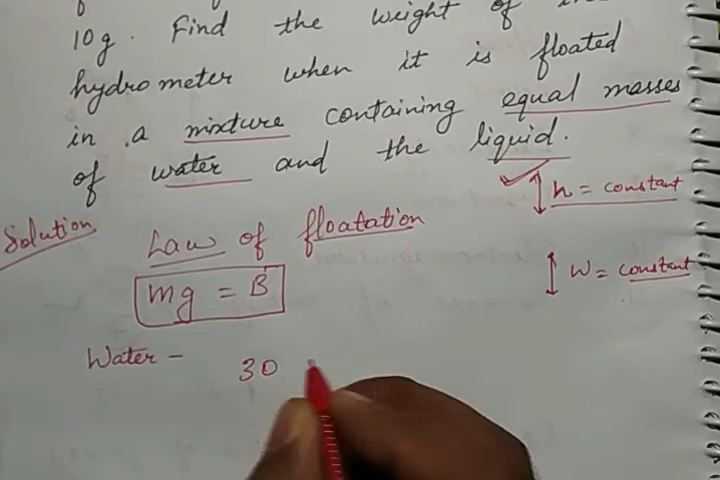 10g. Find the weight of
hydrometer when it is floated
in a mixture containing equal masses
of water and the liquid.
h = constant
Solution
Law of floatation
mg = B
W = constant
Water - 30